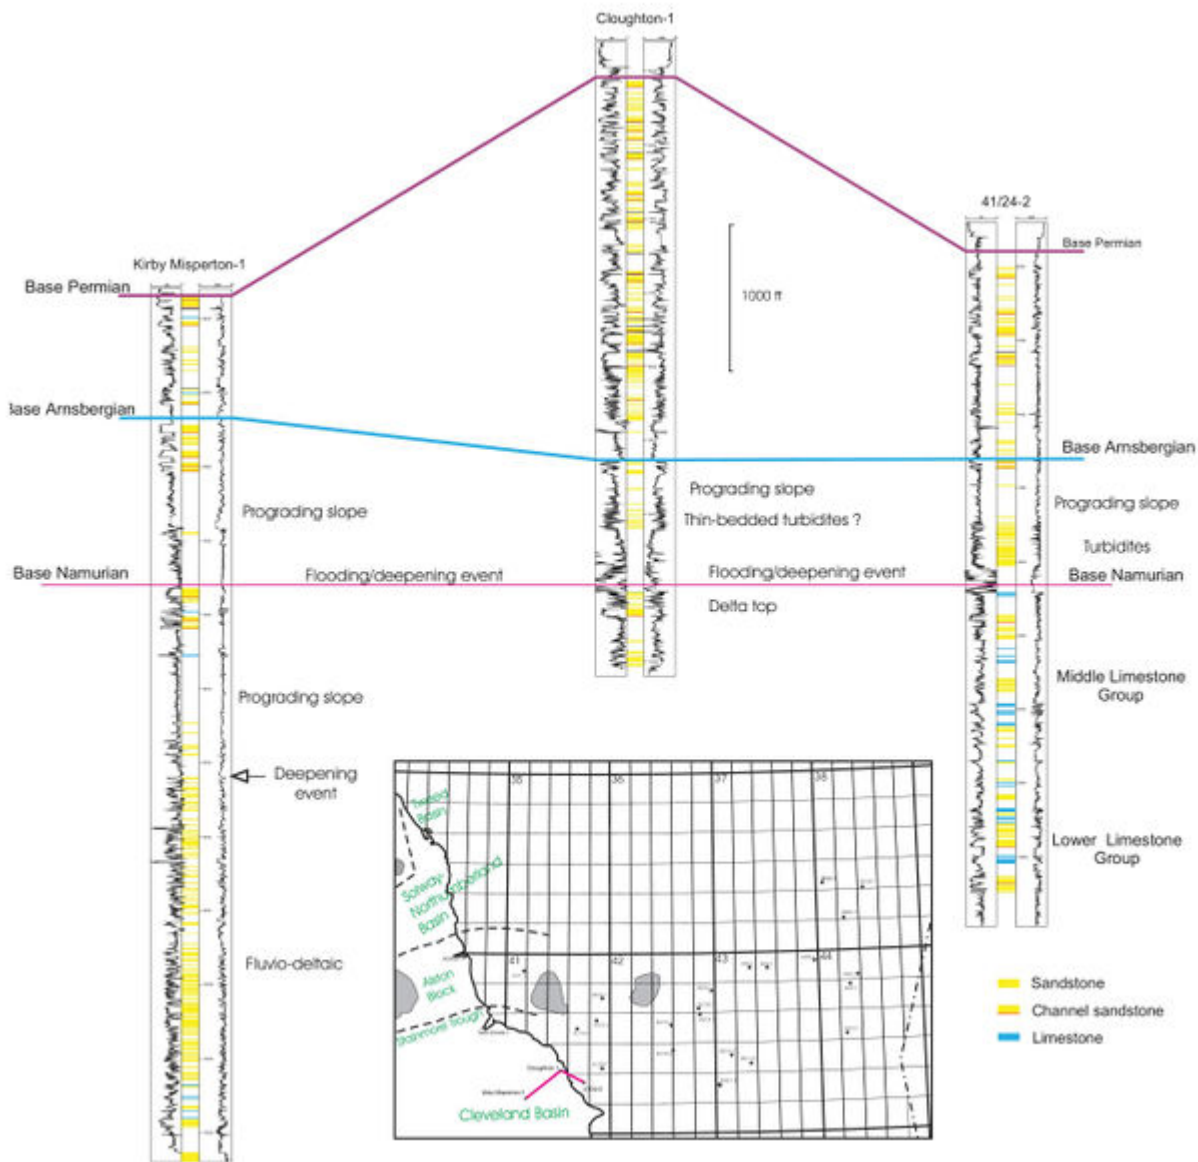 Cloughton-1
41/24-2
Base Permian
Kirby Misperton-1
Base Permian
1000 ft
Base Arnsbergian
Base Arnsbergian
Prograding slope
Prograding slope
Thin-bedded turbidites ?
Prograding slope
Turbidites
Base Namurian
Flooding/deepening event
Flooding/deepening event
Base Namurian
Delta top
Middle Limestone
Group
Prograding slope
Deepening
event
Lower Limestone
Group
Fluvio-deltaic
35
36
37
38
Tweed
Basin
Solway-
Northumberland
Basin
41
42
43
44
Alston
Block
Stainmore Trough
Cleveland Basin
Sandstone
Channel sandstone
Limestone